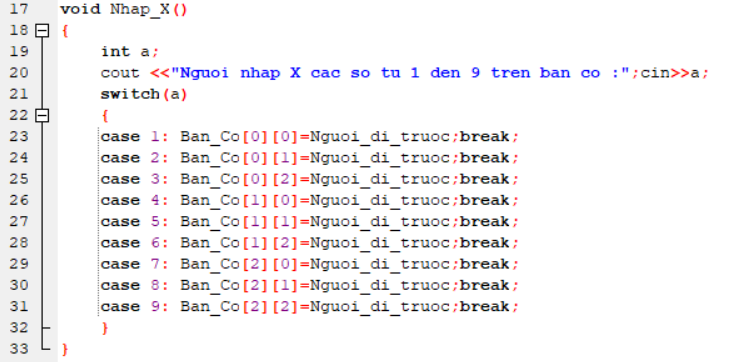 17 void Nhap_X()
18 {
19 int a;
20 cout <<"Nguoi nhap X cac so tu 1 den 9 tren ban co :";cin>>a;
21 switch(a)
22 {
23 case 1: Ban_Co[0][0]=Nguoi_di_truoc;break;
24 case 2: Ban_Co[0][1]=Nguoi_di_truoc;break;
25 case 3: Ban_Co[0][2]=Nguoi_di_truoc;break;
26 case 4: Ban_Co[1][0]=Nguoi_di_truoc;break;
27 case 5: Ban_Co[1][1]=Nguoi_di_truoc;break;
28 case 6: Ban_Co[1][2]=Nguoi_di_truoc;break;
29 case 7: Ban_Co[2][0]=Nguoi_di_truoc;break;
30 case 8: Ban_Co[2][1]=Nguoi_di_truoc;break;
31 case 9: Ban_Co[2][2]=Nguoi_di_truoc;break;
32 }
33 }